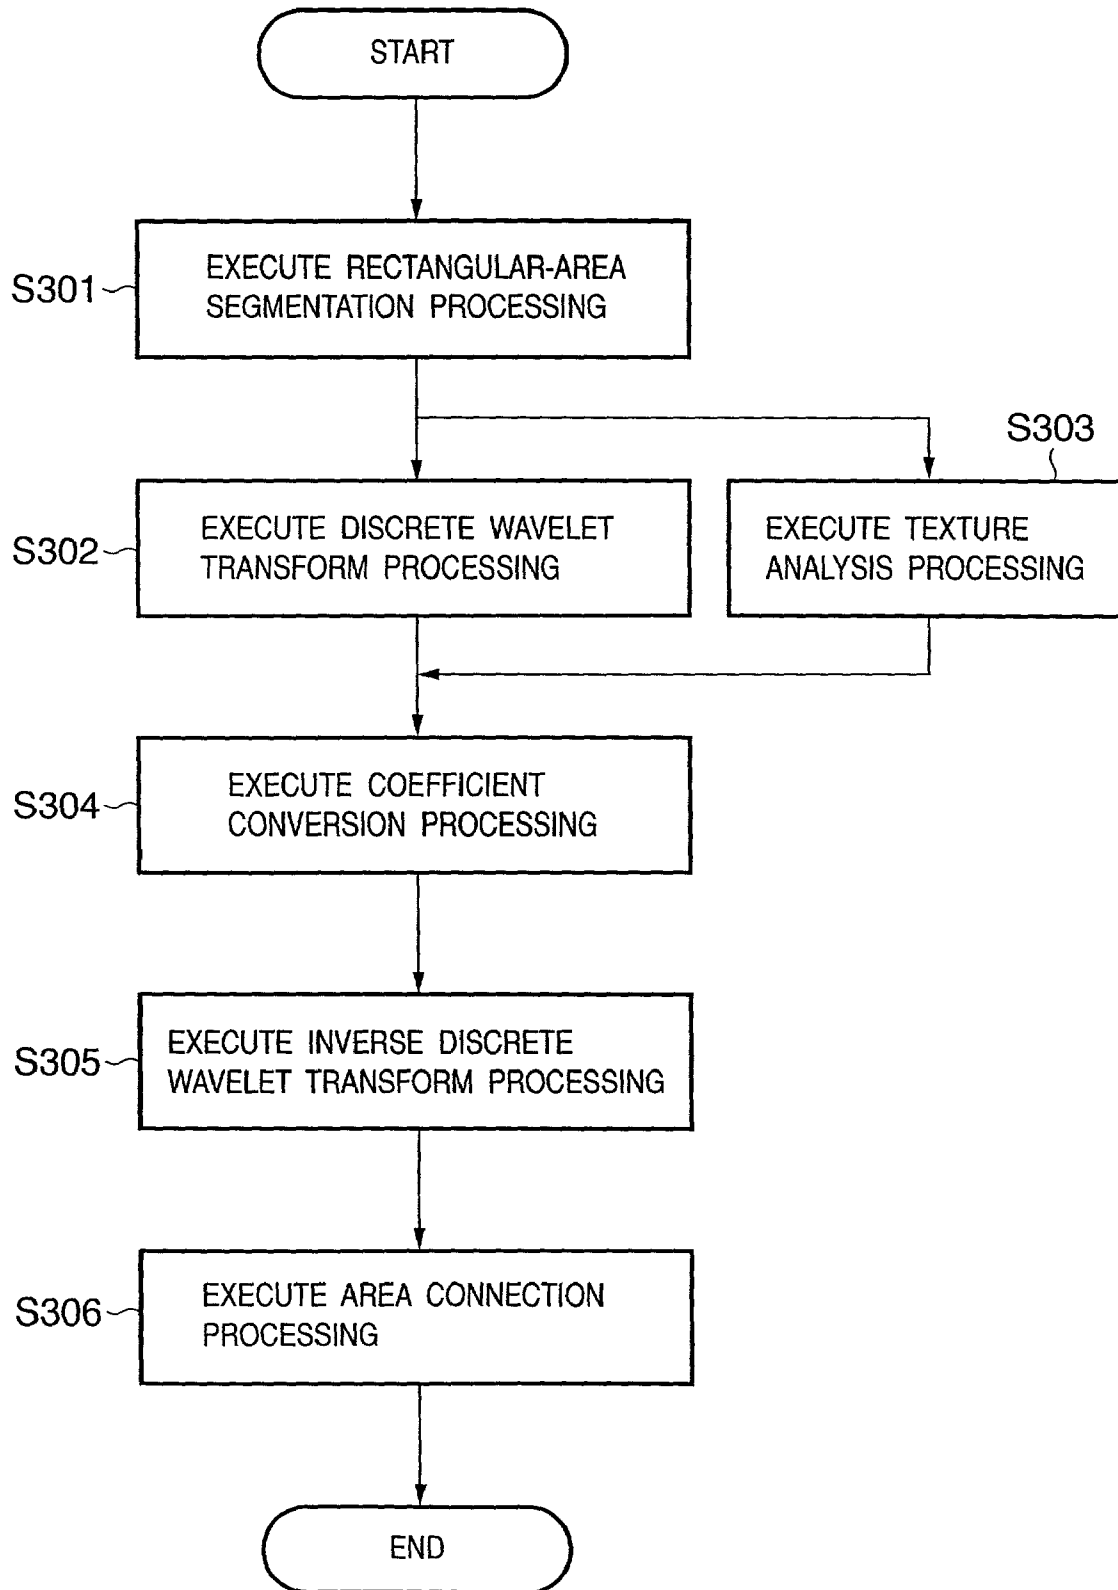 START
S301
EXECUTE RECTANGULAR-AREA
SEGMENTATION PROCESSING
S302
EXECUTE DISCRETE WAVELET
TRANSFORM PROCESSING
S303
EXECUTE TEXTURE
ANALYSIS PROCESSING
S304
EXECUTE COEFFICIENT
CONVERSION PROCESSING
S305
EXECUTE INVERSE DISCRETE
WAVELET TRANSFORM PROCESSING
S306
EXECUTE AREA CONNECTION
PROCESSING
END